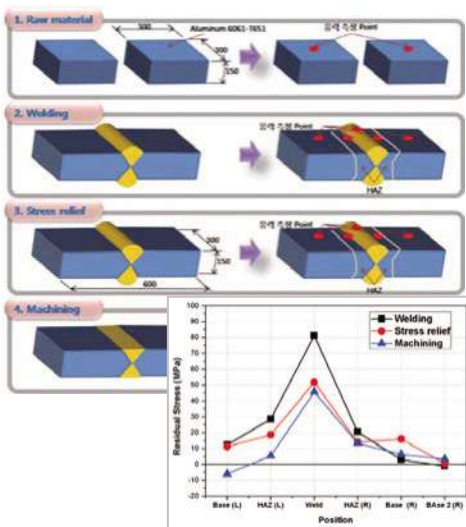 1. Raw material
300
Aluminum 6061-T651
300
150
응력 측정 Point
2. Welding
응력 측정 Point
HAZ
3. Stress relief
300
150
600
응력 측정 Point
HAZ
4. Machining
Residual Stress (MPa)
100
90
80
70
60
50
40
30
20
10
0
-10
-20
Welding
Stress relief
Machining
Base (L)
HAZ (L)
Weld
HAZ (R)
Base (R)
BAse 2 (R)
Position